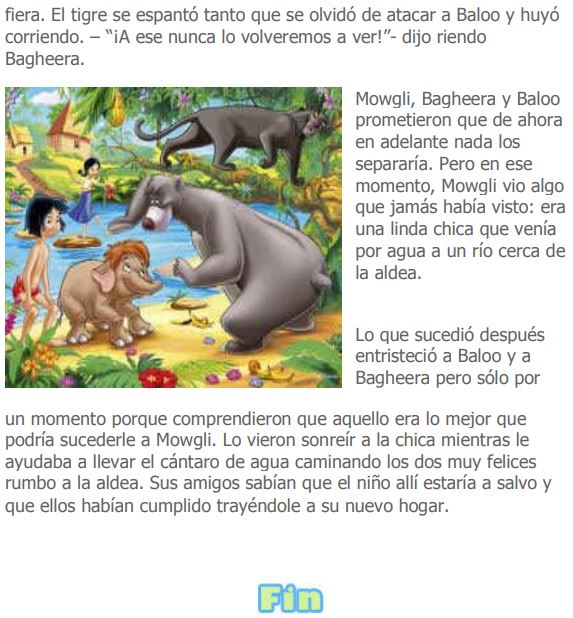 fiera. El tigre se espantó tanto que se olvidó de atacar a Baloo y huyó
corriendo. – “¡A ese nunca lo volveremos a ver!”- dijo riendo
Bagheera.
Mowgli, Bagheera y Baloo
prometieron que de ahora
en adelante nada los
separaría. Pero en ese
momento, Mowgli vio algo
que jamás había visto: era
una linda chica que venía
por agua a un río cerca de
la aldea.
Lo que sucedió después
entristeció a Baloo y a
Bagheera pero sólo por
un momento porque comprendieron que aquello era lo mejor que
podría sucederle a Mowgli. Lo vieron sonreír a la chica mientras le
ayudaba a llevar el cántaro de agua caminando los dos muy felices
rumbo a la aldea. Sus amigos sabían que el niño allí estaría a salvo y
que ellos habían cumplido trayéndole a su nuevo hogar.
Fin